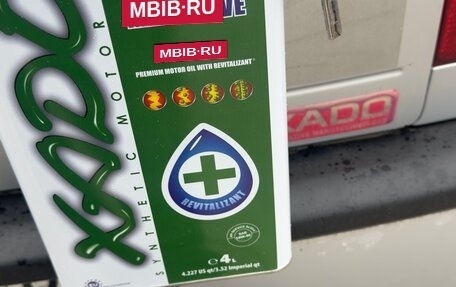 MBIB.RU
MBIB.RU
PREMIUM MOTOR OIL WITH REVITALIZANT®
XADO
SYNTHETIC MOTOR
REVITALIZANT
℮4L
4.227 US qt/3.52 Imperial qt
XADO